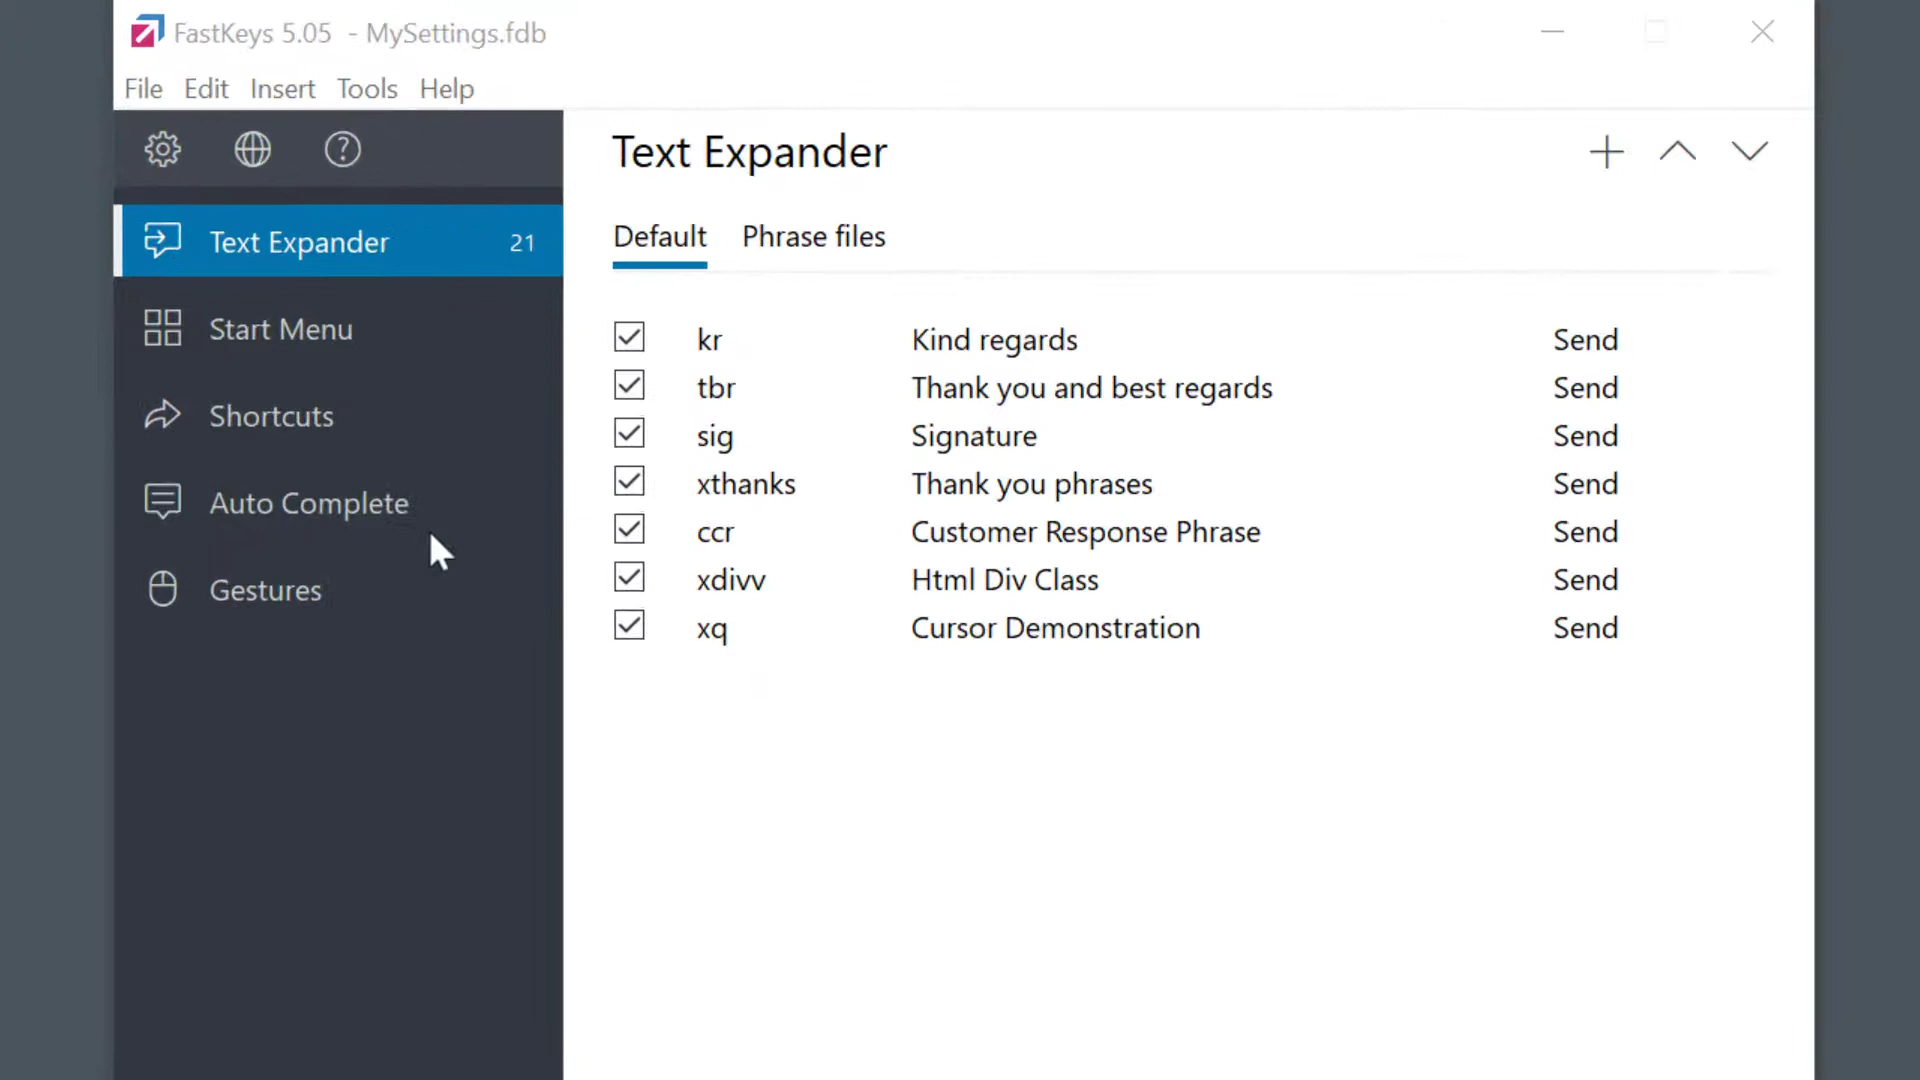 FastKeys 5.05 - MySettings.fdb
File Edit Insert Tools Help
Text Expander 21
Start Menu
Shortcuts
Auto Complete
Gestures
Text Expander
Default Phrase files
kr Kind regards Send
tbr Thank you and best regards Send
sig Signature Send
xthanks Thank you phrases Send
ccr Customer Response Phrase Send
xdivv Html Div Class Send
xq Cursor Demonstration Send